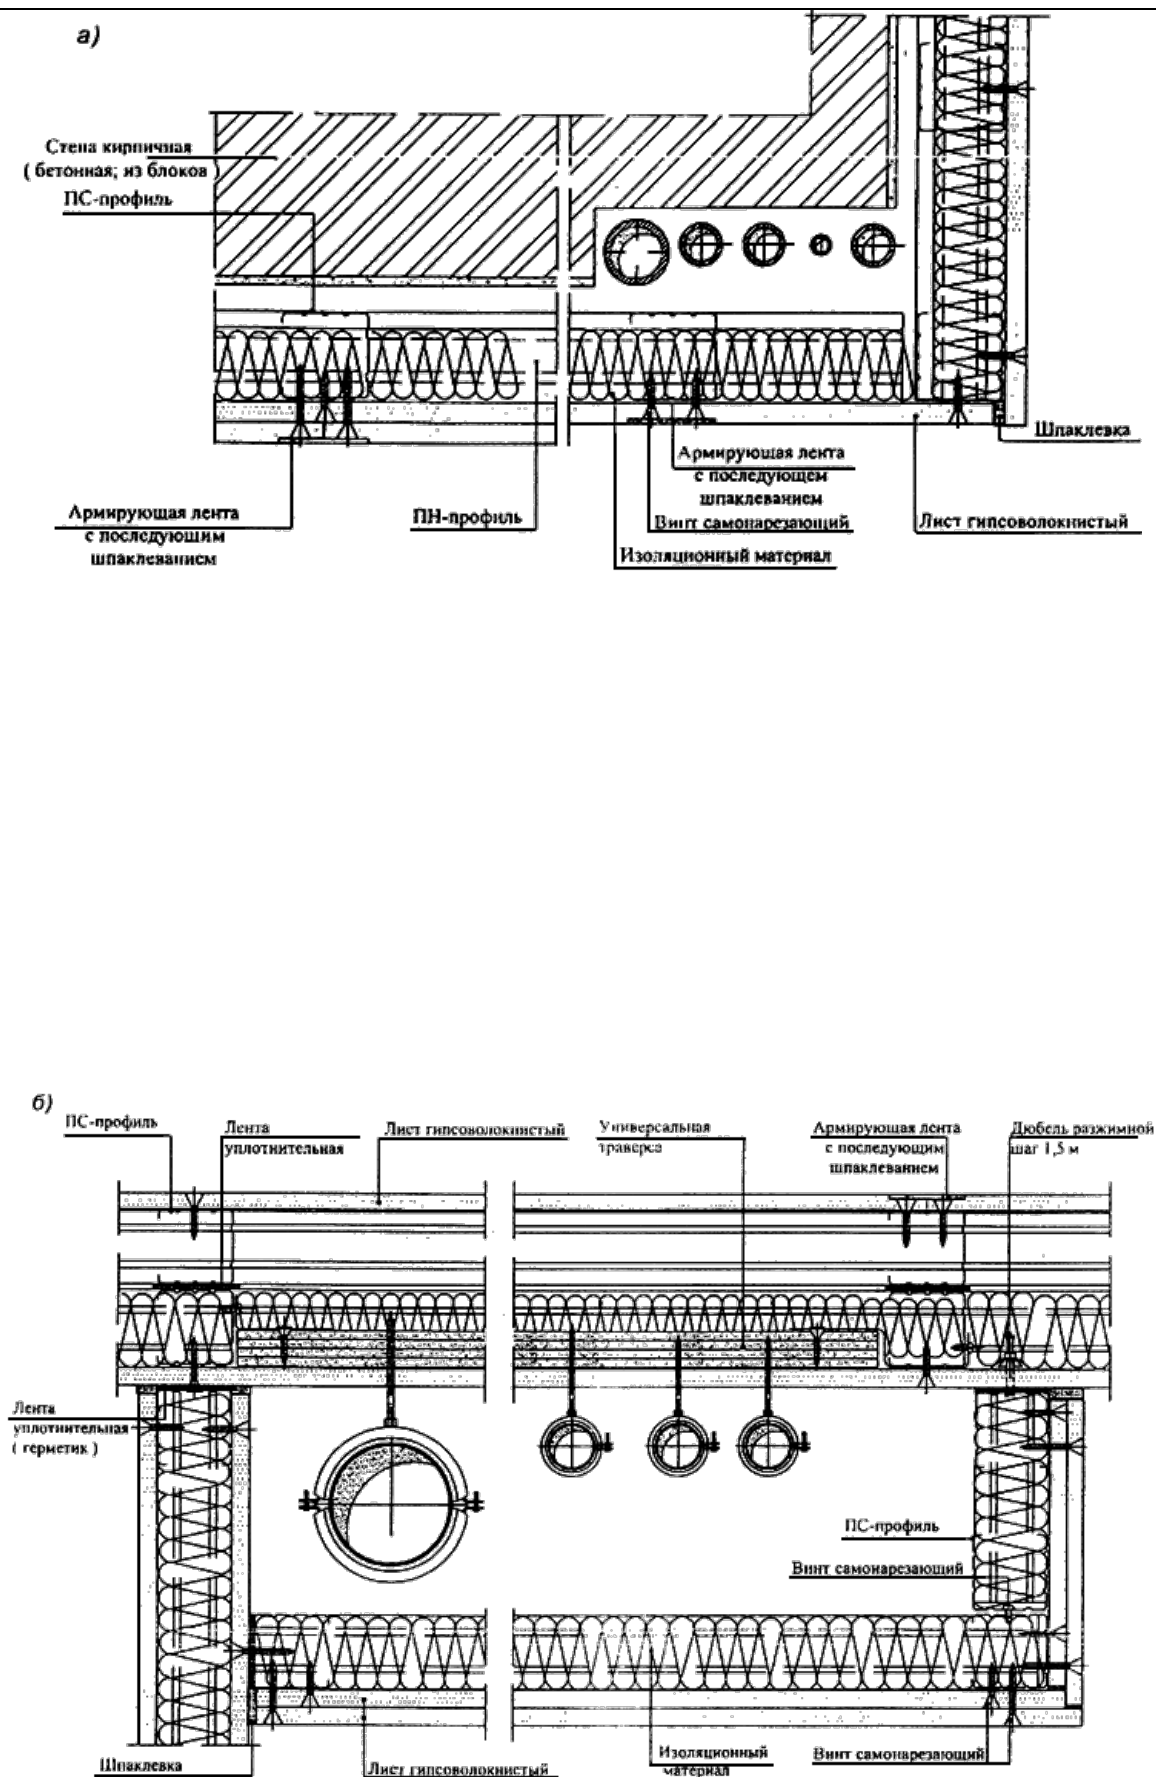 а)
Стена кирпичная
( бетонная; из блоков )
ПС-профиль
Шпаклевка
Армирующая лента
с последующем
шпаклеванием
Армирующая лента
с последующим
шпаклеванием
ПН-профиль
Винт самонарезающий
Лист гипсоволокнистый
Изоляционный материал
б)
ПС-профиль
Лента
уплотнительная
Лист гипсоволокнистый
Универсальная
траверса
Армирующая лента
с последующим
шпаклеванием
Дюбель разжимной
шаг 1,5 м
Лента
уплотнительная
( герметик )
ПС-профиль
Винт самонарезающий
Шпаклевка
Лист гипсоволокнистый
Изоляционный
материал
Винт самонарезающий